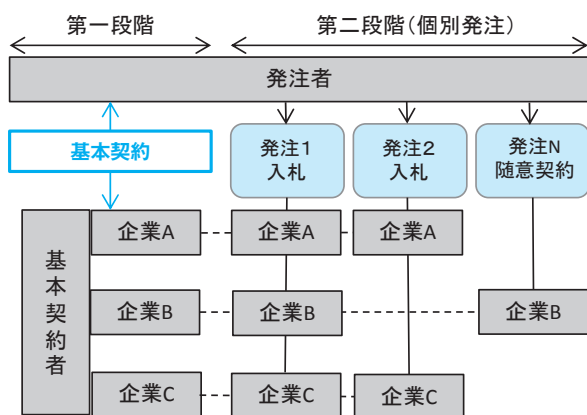 第一段階
第二段階(個別発注)
発注者
基本契約
発注1
入札
発注2
入札
発注N
随意契約
基本契約者
企業A
企業A
企業A
企業B
企業B
企業B
企業C
企業C
企業C